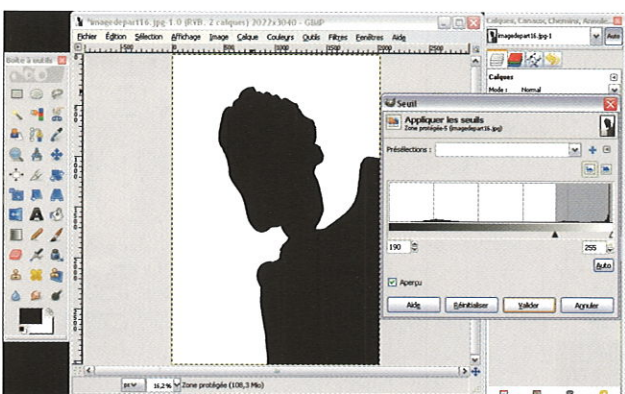 *imagedepart16.jpg-1.0 (RVB, 2 calques) 2022x3040 - GIMP
Fichier Édition Sélection Affichage Image Calque Couleurs Outils Filtres Fenêtres Aide
Boîte à outils
px 16,2% Zone protégée (108,3 Mio)
Calques, Canaux, Chemins, Annule
imagedepart16.jpg-1 Auto
Calques
Mode : Normal
Seuil
Appliquer les seuils
Zone protégée-5 (imagedepart16.jpg)
Présélections :
190 255
Auto
Aperçu
Aide Réinitialiser Valider Annuler